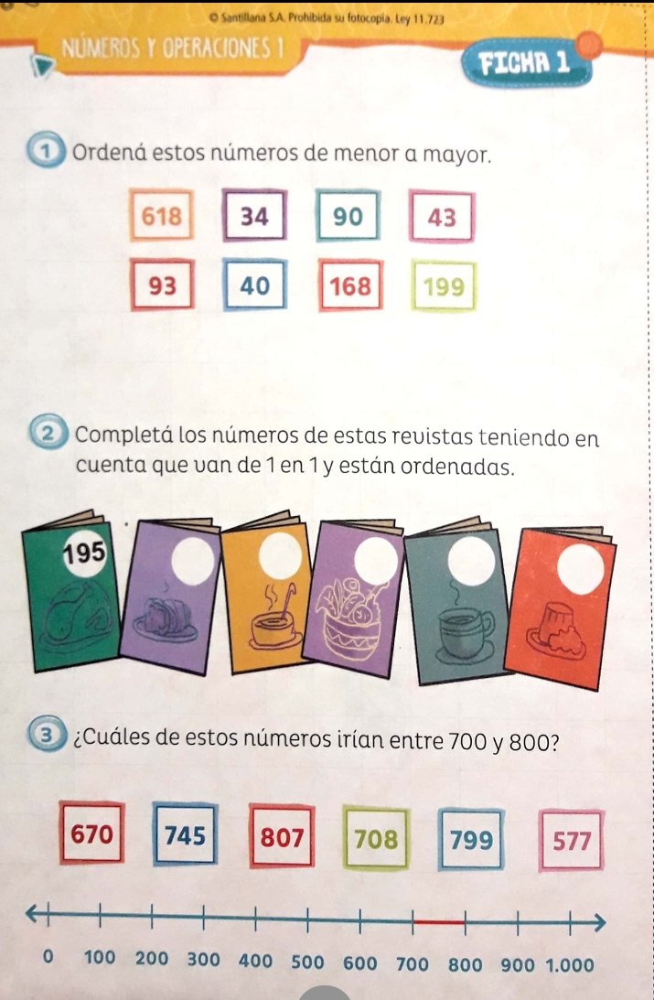 © Santillana S.A. Prohibida su fotocopia. Ley 11.723
NÚMEROS Y OPERACIONES 1
FICHA 1
1 Ordená estos números de menor a mayor.
618 34 90 43
93 40 168 199
2 Completá los números de estas revistas teniendo en
cuenta que van de 1 en 1 y están ordenadas.
195
3 ¿Cuáles de estos números irían entre 700 y 800?
670 745 807 708 799 577
0 100 200 300 400 500 600 700 800 900 1.000